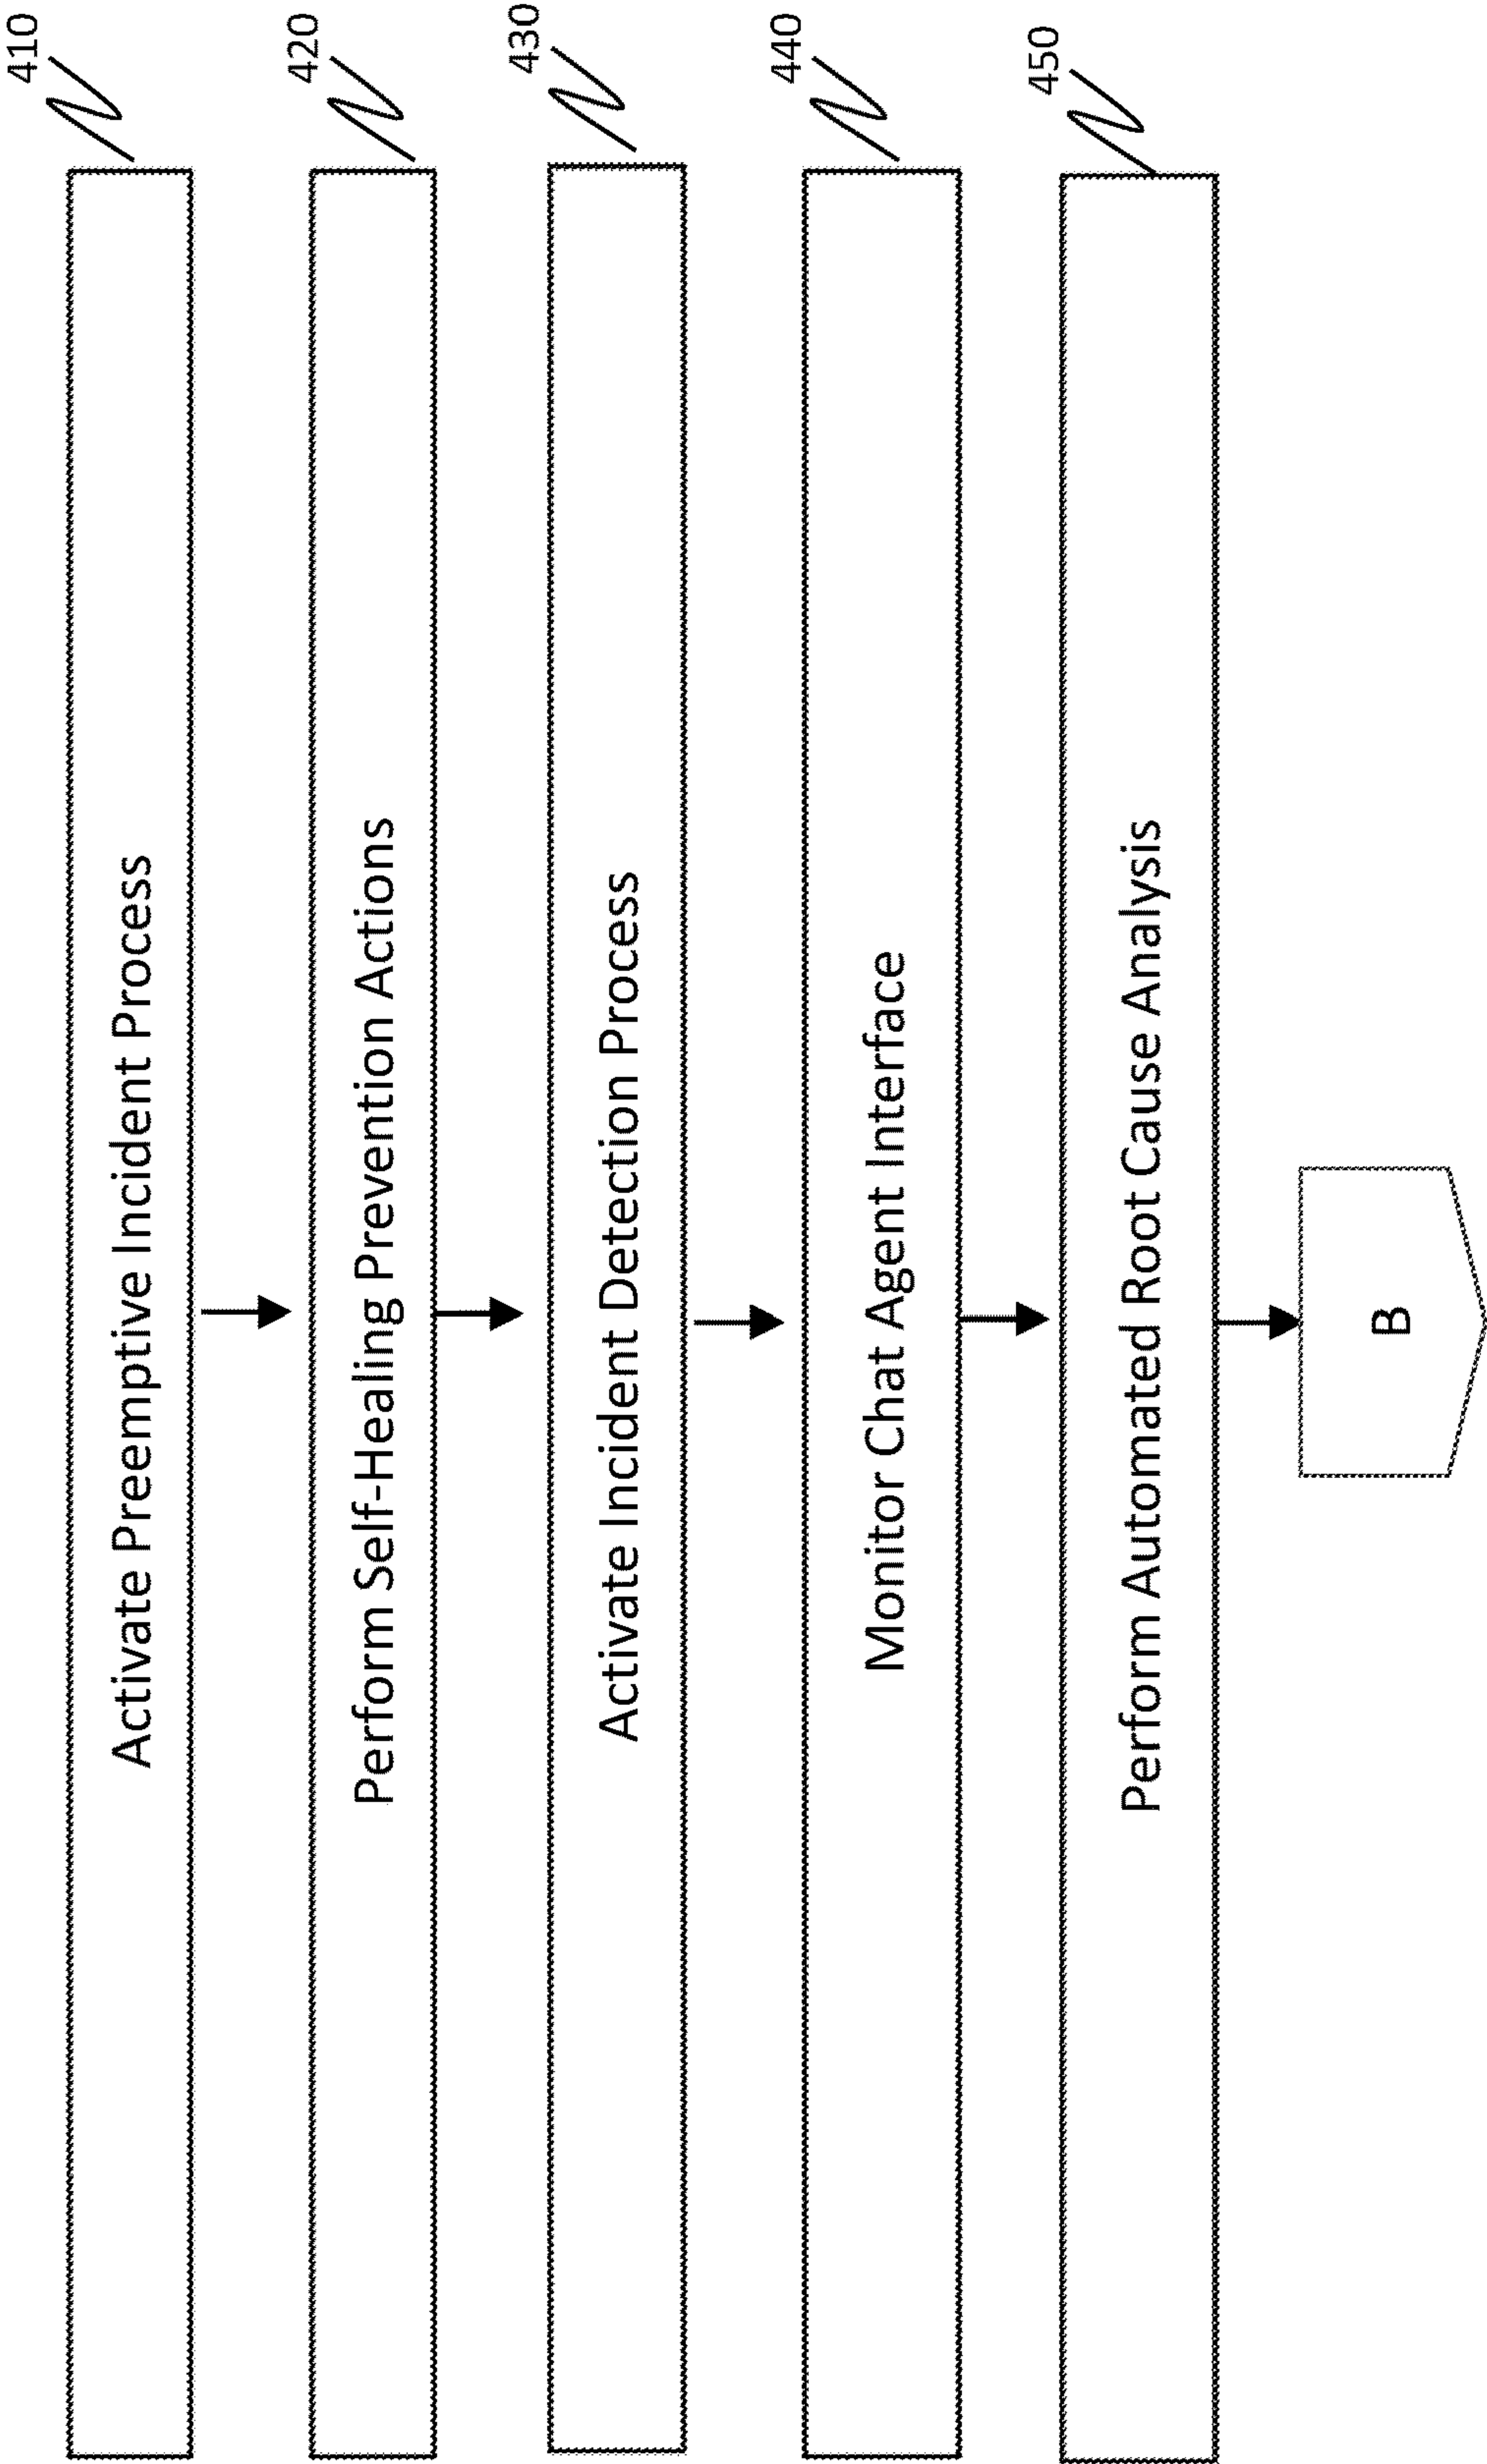 Activate Preemptive Incident Process
410
Perform Self-Healing Prevention Actions
420
Activate Incident Detection Process
430
Monitor Chat Agent Interface
440
Perform Automated Root Cause Analysis
450
B